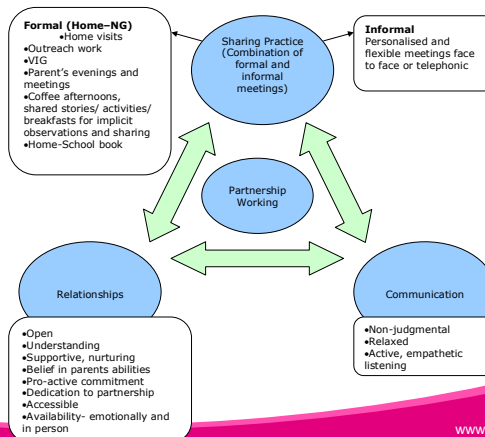 Formal (Home–NG)
•Home visits
•Outreach work
•VIG
•Parent's evenings and
meetings
•Coffee afternoons,
shared stories/ activities/
breakfasts for implicit
observations and sharing
•Home-School book
Sharing Practice
(Combination of
formal and
informal
meetings)
Informal
Personalised and
flexible meetings face
to face or telephonic
Partnership
Working
Relationships
•Open
•Understanding
•Supportive, nurturing
•Belief in parents abilities
•Pro-active commitment
•Dedication to partnership
•Accessible
•Availability- emotionally and
in person
Communication
•Non-judgmental
•Relaxed
•Active, empathetic
listening
www